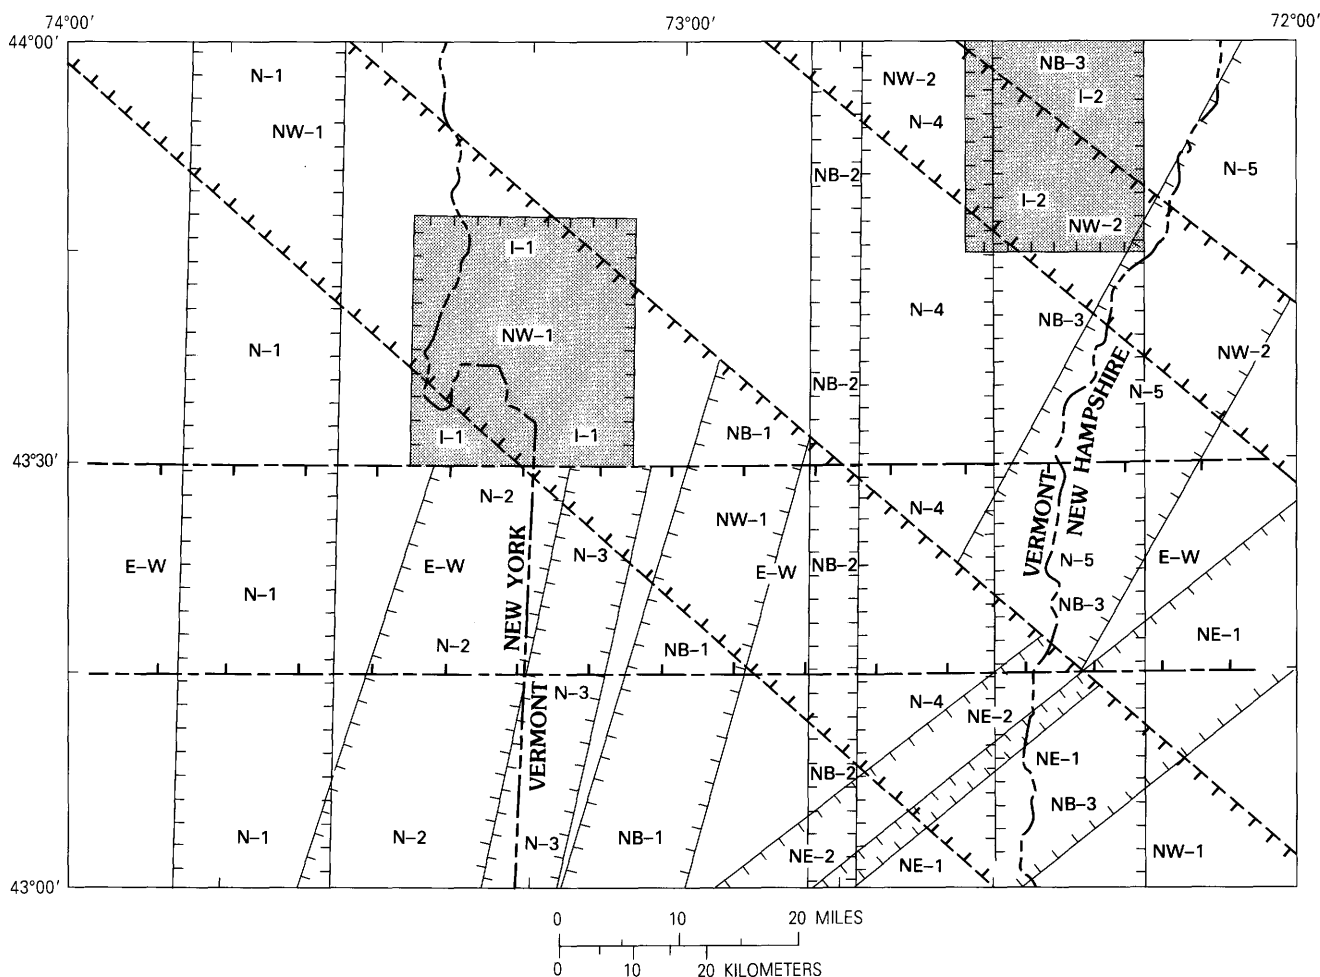 74°00' 73°00' 72°00'
44°00'
N-1 NW-2 NB-3
I-2
NW-1 N-4
NB-2 N-5
I-2
NW-2
I-1
N-4 NB-3
NW-1
N-1 NW-2
NB-2 N-5
NEW HAMPSHIRE
I-1 I-1 NB-1
43°30'
N-2 NW-1 N-4
VERMONT
NEW YORK
N-3 N-5 E-W
E-W E-W E-W NB-2
N-1 NB-3
N-2 NB-1 NE-1
VERMONT
N-3 N-4 NE-2
NE-1
NB-2
NB-3
N-1 N-2 N-3 NB-1 NE-2 NE-1 NW-1
43°00'
0 10 20 MILES
0 10 20 KILOMETERS